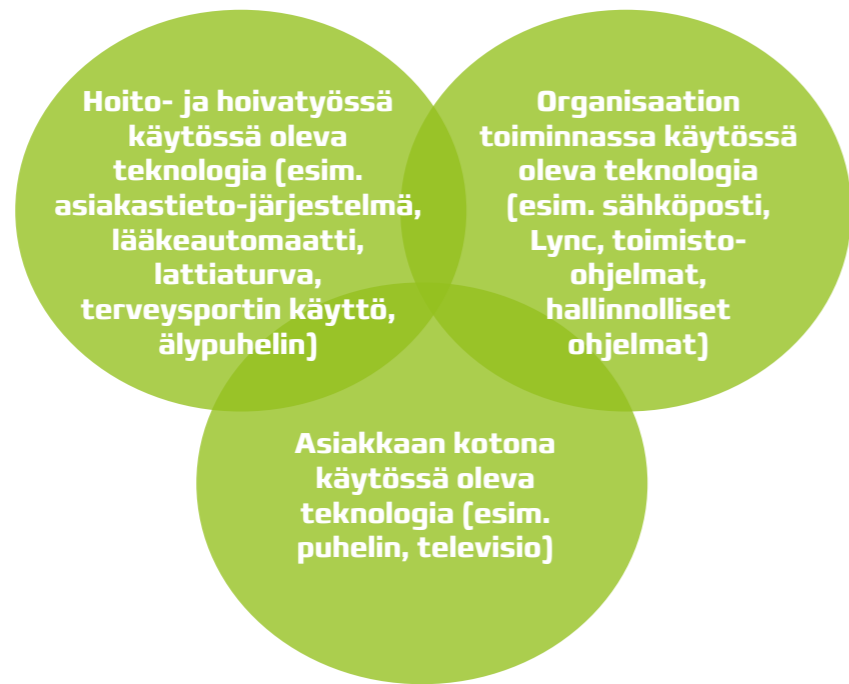 Hoito- ja hoivatyössä
käytössä oleva
teknologia (esim.
asiakastieto-järjestelmä,
lääkeautomaatti,
lattiaturva,
terveysportin käyttö,
älypuhelin)
Organisaation
toiminnassa käytössä
oleva teknologia
(esim. sähköposti,
Lync, toimisto-
ohjelmat,
hallinnolliset
ohjelmat)
Asiakkaan kotona
käytössä oleva
teknologia (esim.
puhelin, televisio)